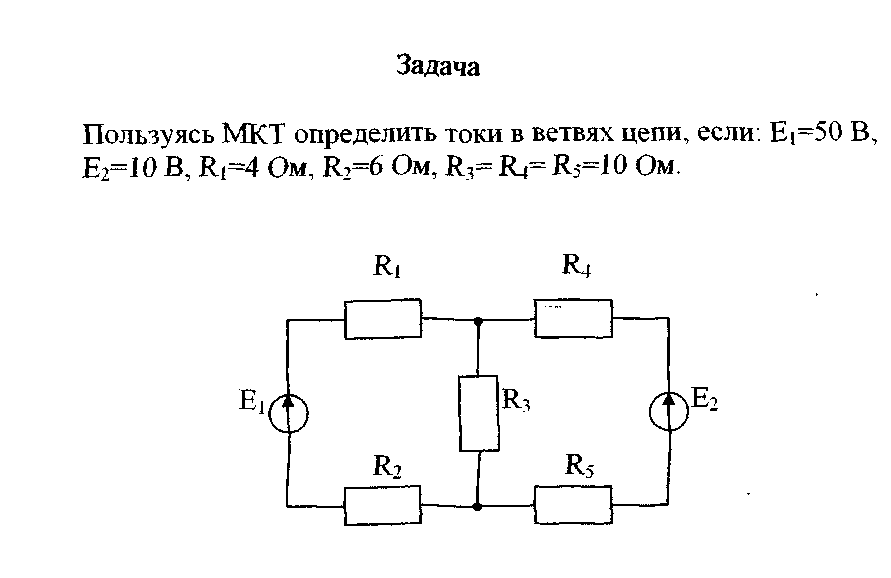 Задача
Пользуясь МКТ определить токи в ветвях цепи, если: E₁=50 В,
E₂=10 В, R₁=4 Ом, R₂=6 Ом, R₃= R₄= R₅=10 Ом.
R₁ R₄
E₁ R₃ E₂
R₂ R₅